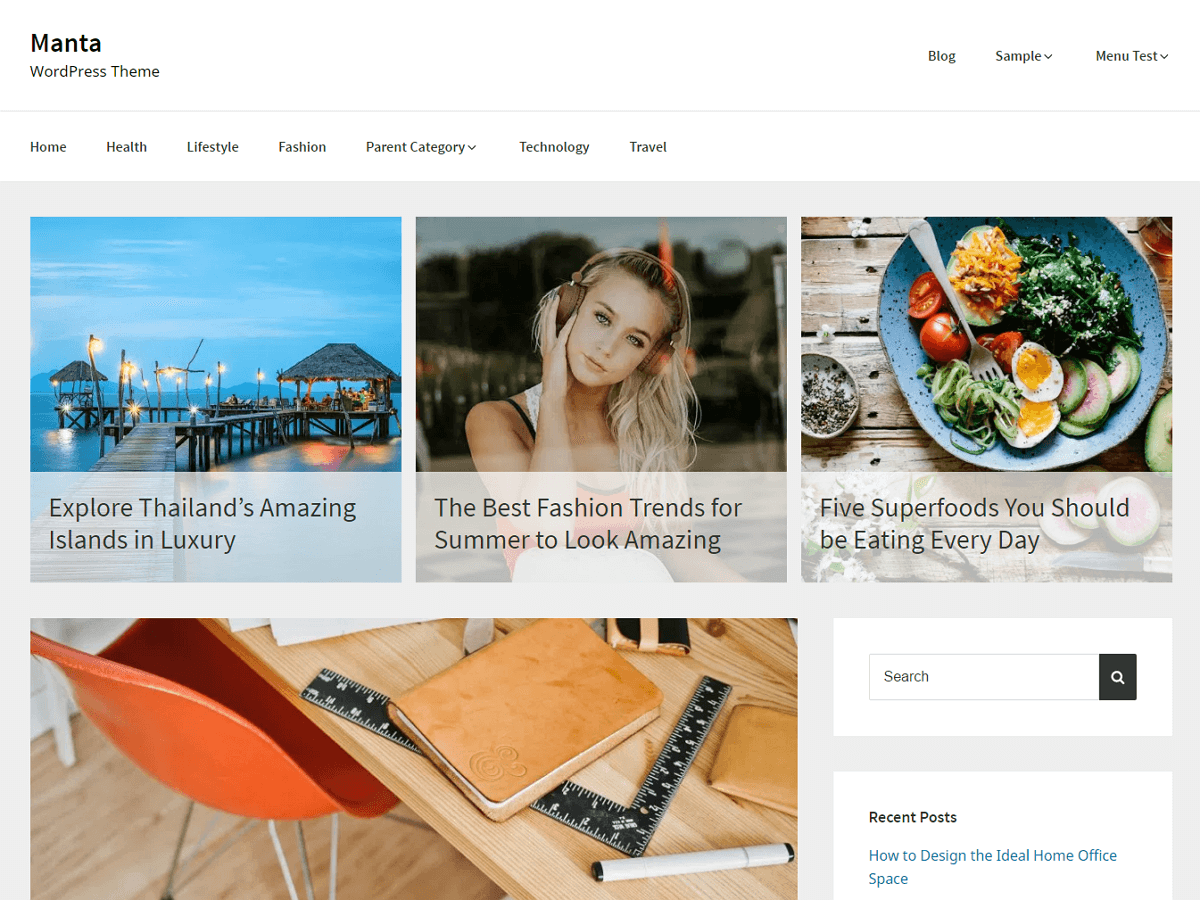 Manta
WordPress Theme
Blog
Sample
Menu Test
Home
Health
Lifestyle
Fashion
Parent Category
Technology
Travel
Explore Thailand’s Amazing
Islands in Luxury
The Best Fashion Trends for
Summer to Look Amazing
Five Superfoods You Should
be Eating Every Day
Search
Recent Posts
How to Design the Ideal Home Office
Space